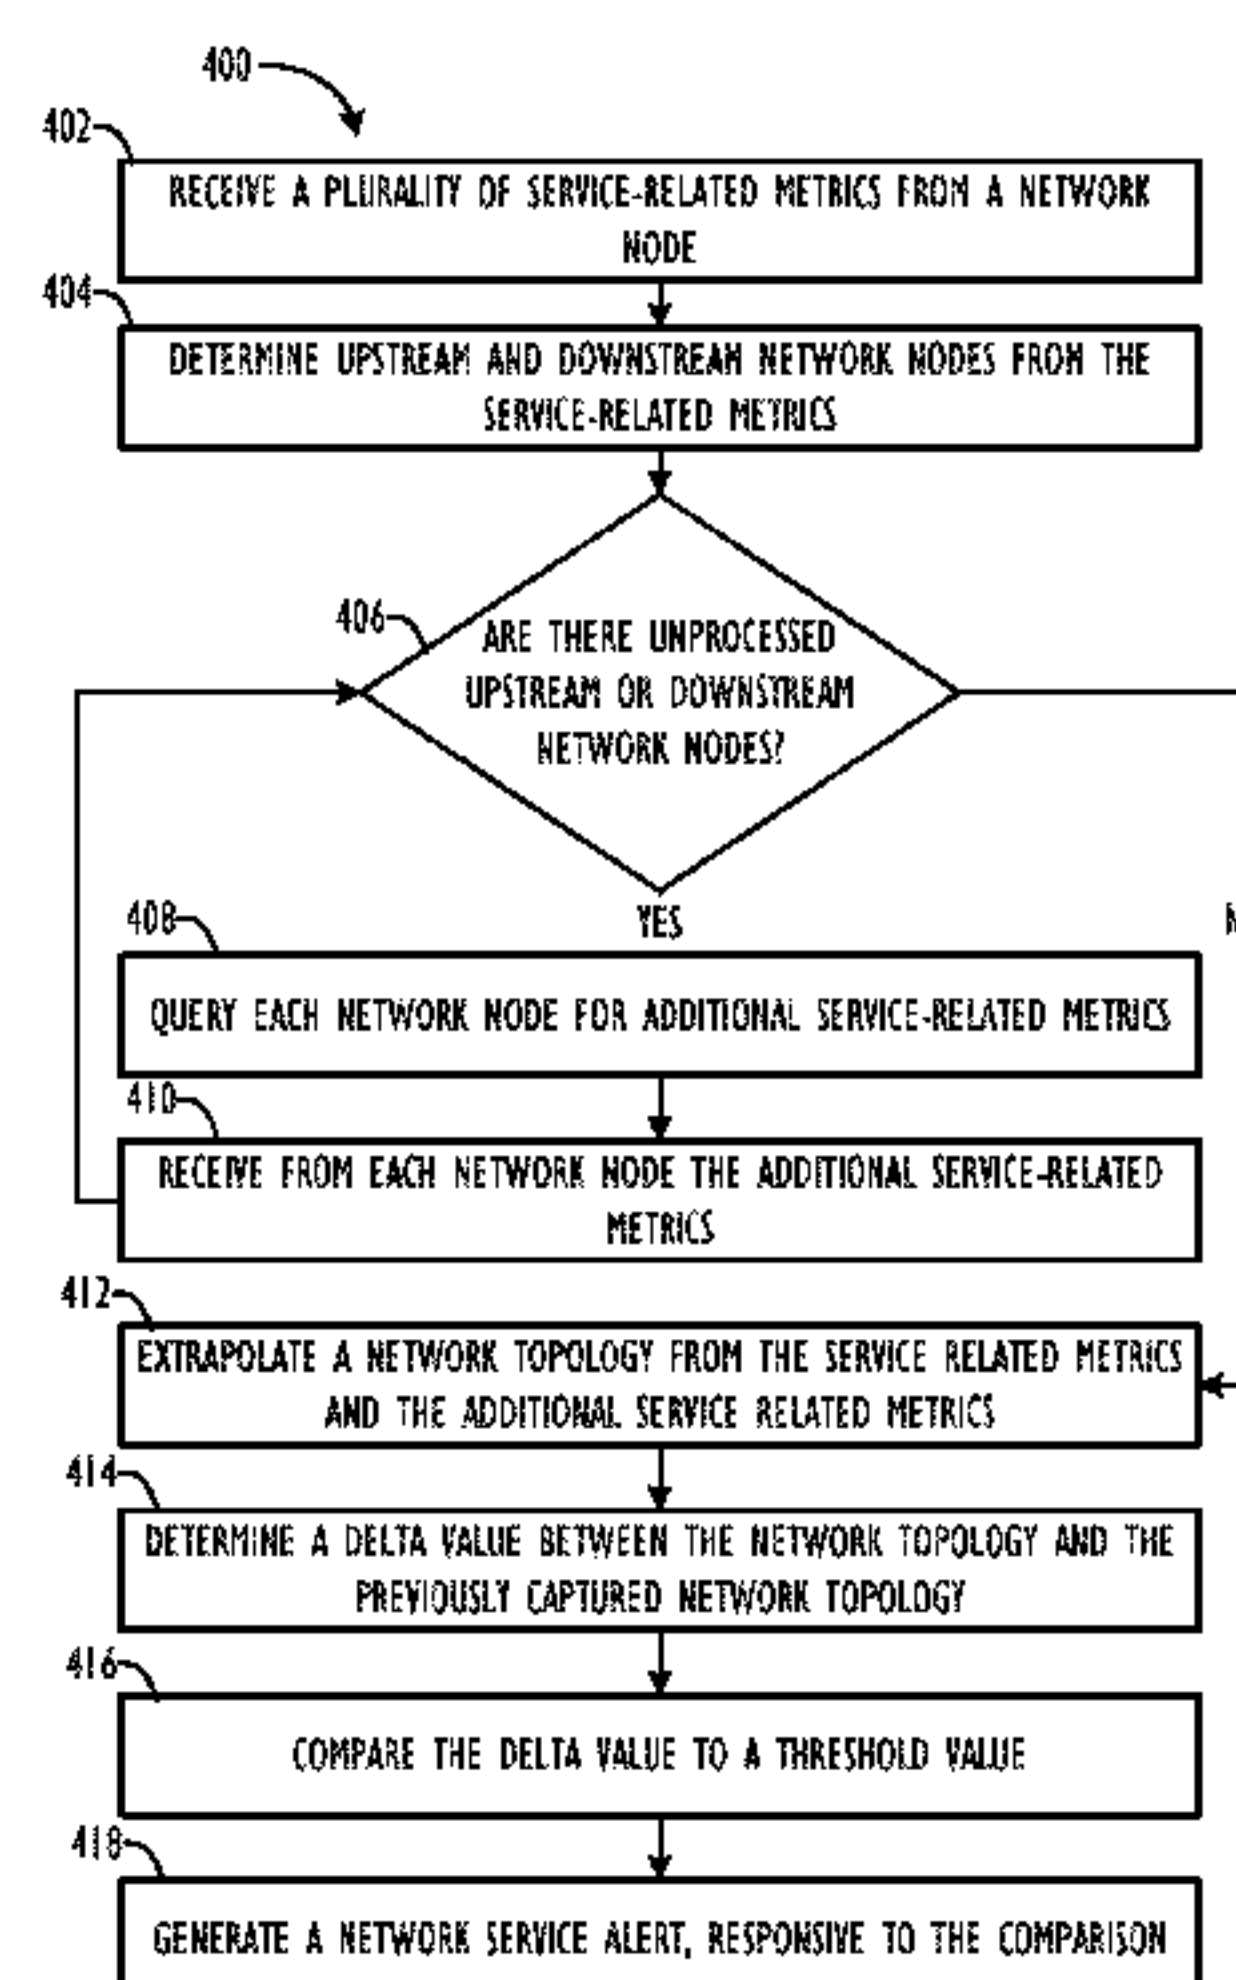 400
402
RECEIVE A PLURALITY OF SERVICE-RELATED METRICS FROM A NETWORK
NODE
404
DETERMINE UPSTREAM AND DOWNSTREAM NETWORK NODES FROM THE
SERVICE-RELATED METRICS
406
ARE THERE UNPROCESSED
UPSTREAM OR DOWNSTREAM
NETWORK NODES?
YES
408
QUERY EACH NETWORK NODE FOR ADDITIONAL SERVICE-RELATED METRICS
410
RECEIVE FROM EACH NETWORK NODE THE ADDITIONAL SERVICE-RELATED
METRICS
412
EXTRAPOLATE A NETWORK TOPOLOGY FROM THE SERVICE RELATED METRICS
AND THE ADDITIONAL SERVICE RELATED METRICS
414
DETERMINE A DELTA VALUE BETWEEN THE NETWORK TOPOLOGY AND THE
PREVIOUSLY CAPTURED NETWORK TOPOLOGY
416
COMPARE THE DELTA VALUE TO A THRESHOLD VALUE
418
GENERATE A NETWORK SERVICE ALERT, RESPONSIVE TO THE COMPARISON